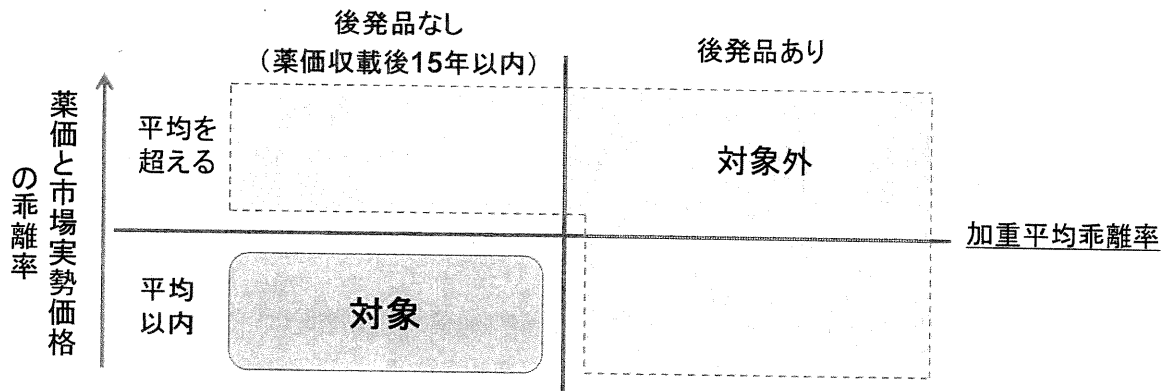 後発品なし
(薬価収載後15年以内)
後発品あり
薬価と市場実勢価格
の乖離率
平均を
超える
対象外
加重平均乖離率
平均
以内
対象